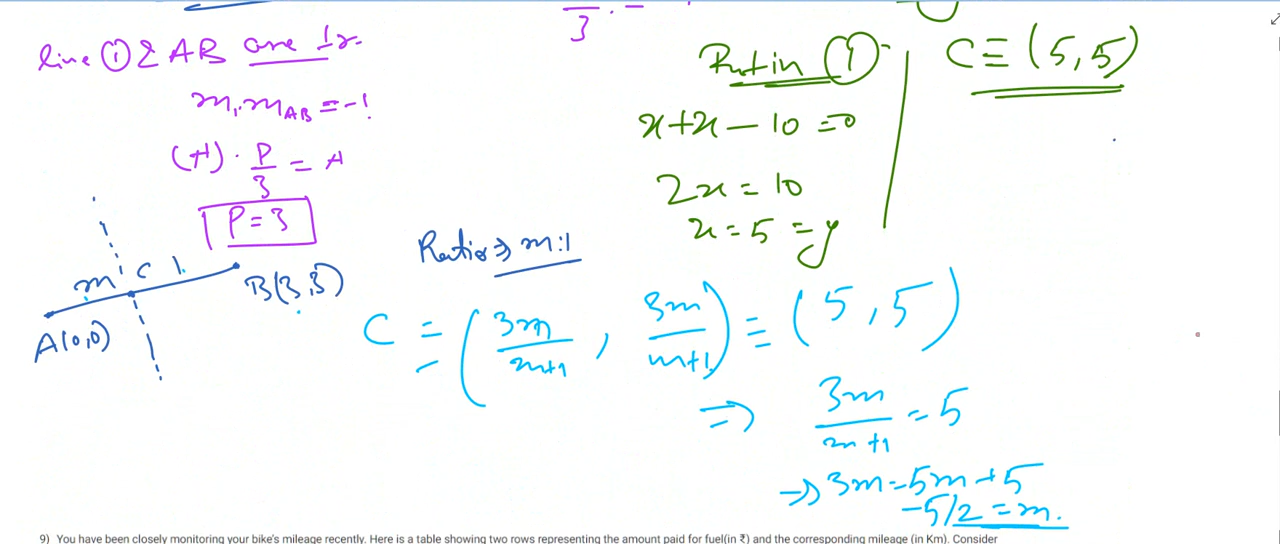 3 . =
line ① & AB are ⊥r.
m₁.m_AB = -1
(-1) . P/3 = -1
P = 3
m : c 1
A(0,0)
B(3,3)
Put in ①
x + x - 10 = 0
2x = 10
x = 5 = y
C ≡ (5,5)
Ratio ⇒ m:1
C ≡ (3m/m+1 , 3m/m+1) ≡ (5,5)
⇒ 3m/m+1 = 5
→ 3m = 5m + 5
-5/2 = m.
9) You have been closely monitoring your bike's mileage recently. Here is a table showing two rows representing the amount paid for fuel(in ₹) and the corresponding mileage (in Km). Consider